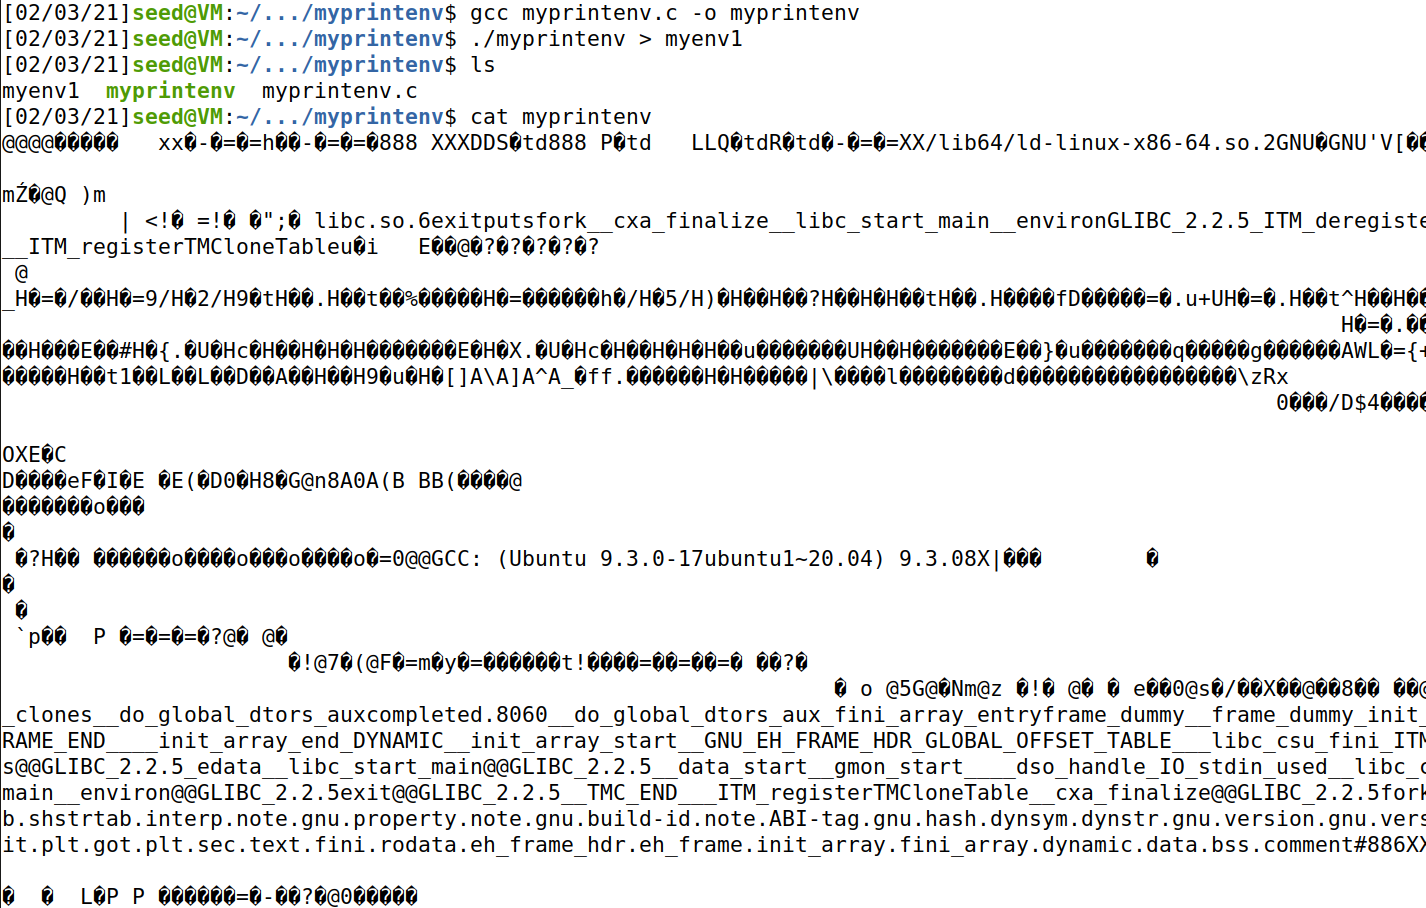 [02/03/21]seed@VM:~/.../myprintenv$ gcc myprintenv.c -o myprintenv
[02/03/21]seed@VM:~/.../myprintenv$ ./myprintenv > myenv1
[02/03/21]seed@VM:~/.../myprintenv$ ls
myenv1  myprintenv  myprintenv.c
[02/03/21]seed@VM:~/.../myprintenv$ cat myprintenv
@@@@�����   xx�-�=�=h��-�=�=�888 XXXDDS�td888 P�td   LLQ�tdR�td�-�=�=XX/lib64/ld-linux-x86-64.so.2GNU�GNU'V[��
mŹ�@Q )m
| <!� =!� �";� libc.so.6exitputsfork__cxa_finalize__libc_start_main__environGLIBC_2.2.5_ITM_deregiste
__ITM_registerTMCloneTableu�i   E��@�?�?�?�?�?
@
_H�=�/��H�=9/H�2/H9�tH��.H��t��%�����H�=������h�/H�5/H)�H��H��?H��H�H��tH��.H����fD�����=�.u+UH�=�.H��t^H��H��
H�=�.��
��H���E��#H�{.�U�Hc�H��H�H�H�������E�H�X.�U�Hc�H��H�H�H��u�������UH��H�������E��}�u�������q�����g������AWL�={+
�����H��t1��L��L��D��A��H��H9�u�H�[]A\A]A^A_�ff.������H�H�����|\����l��������d�����������������\zRx
0���/D$4����
OXE�C
D����eF�I�E �E(�D0�H8�G@n8A0A(B BB(����@
�������o���
�
�?H�� ������o����o���o����o�=0@@GCC: (Ubuntu 9.3.0-17ubuntu1~20.04) 9.3.08X|���        �
�
�
`p��  P �=�=�=�?@� @�
�!@7�(@F�=m�y�=������t!����=��=��=� ��?�
� o @5G@�Nm@z �!� @� � e��0@s�/��X��@��8�� ��@
_clones__do_global_dtors_auxcompleted.8060__do_global_dtors_aux_fini_array_entryframe_dummy__frame_dummy_init_
RAME_END____init_array_end_DYNAMIC__init_array_start__GNU_EH_FRAME_HDR_GLOBAL_OFFSET_TABLE___libc_csu_fini_ITM
s@@GLIBC_2.2.5_edata__libc_start_main@@GLIBC_2.2.5__data_start__gmon_start____dso_handle_IO_stdin_used__libc_c
main__environ@@GLIBC_2.2.5exit@@GLIBC_2.2.5__TMC_END___ITM_registerTMCloneTable__cxa_finalize@@GLIBC_2.2.5fork
b.shstrtab.interp.note.gnu.property.note.gnu.build-id.note.ABI-tag.gnu.hash.dynsym.dynstr.gnu.version.gnu.vers
it.plt.got.plt.sec.text.fini.rodata.eh_frame_hdr.eh_frame.init_array.fini_array.dynamic.data.bss.comment#886XX
�  �  L�P P ������=�-��?�@0�����